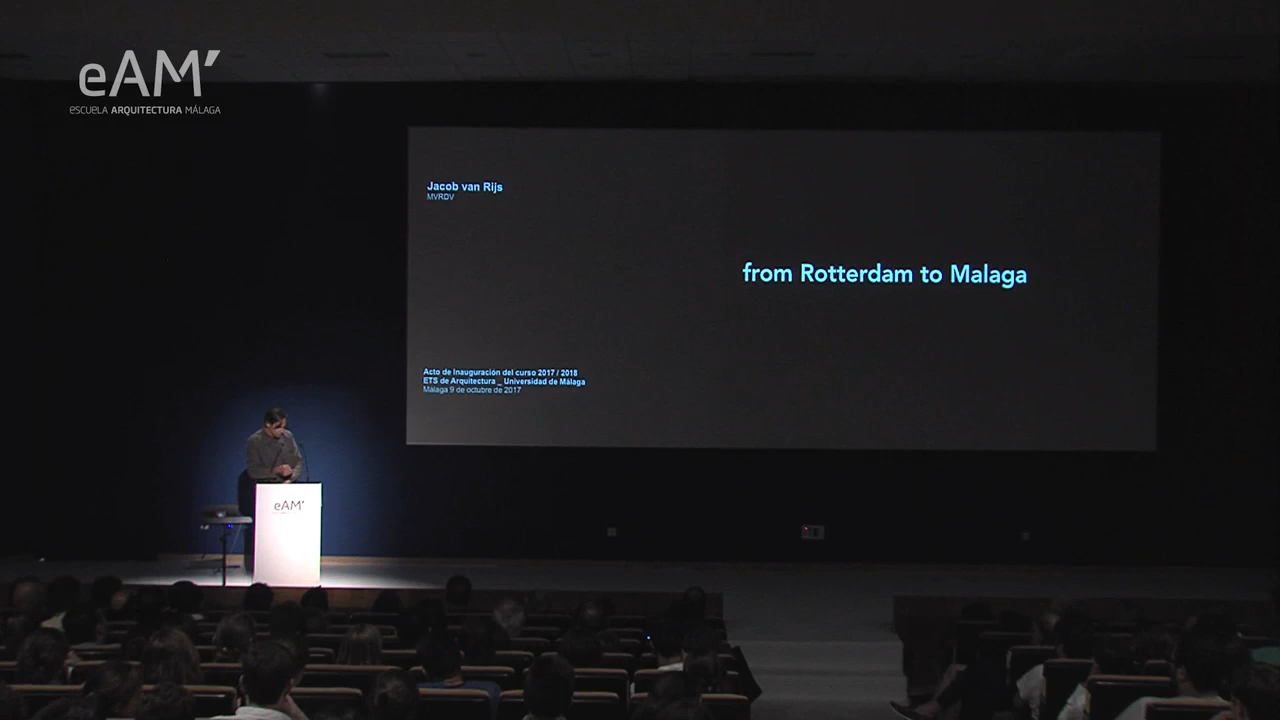 eAM'
ESCUELA ARQUITECTURA MÁLAGA
Jacob van Rijs
MVRDV
from Rotterdam to Malaga
Acto de Inauguración del curso 2017 / 2018
ETS de Arquitectura _ Universidad de Málaga
Málaga 9 de octubre de 2017
eAM'